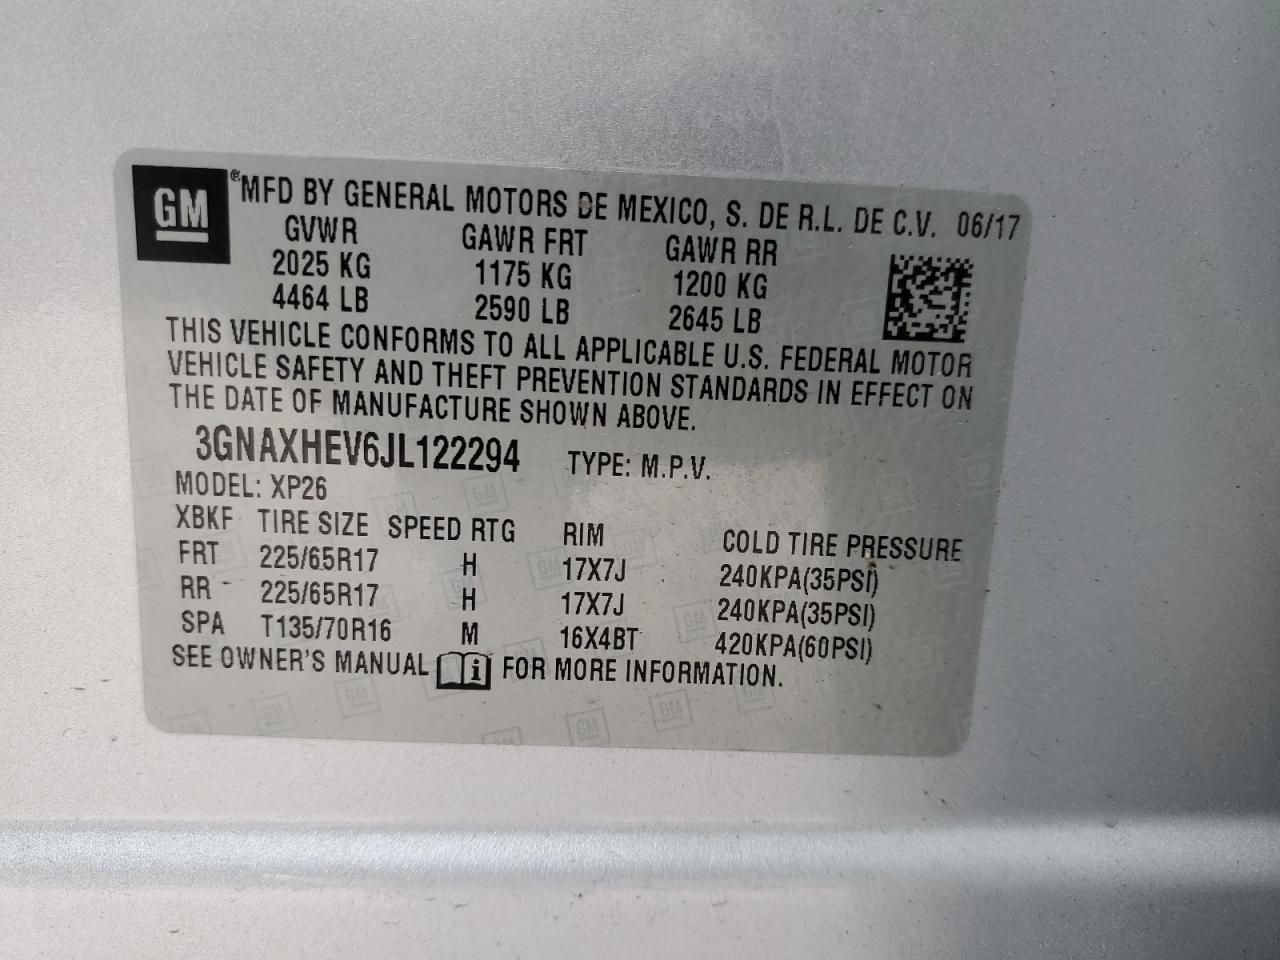 GM ® MFD BY GENERAL MOTORS DE MEXICO, S. DE R.L. DE C.V. 06/17
GVWR GAWR FRT GAWR RR
2025 KG 1175 KG 1200 KG
4464 LB 2590 LB 2645 LB
THIS VEHICLE CONFORMS TO ALL APPLICABLE U.S. FEDERAL MOTOR
VEHICLE SAFETY AND THEFT PREVENTION STANDARDS IN EFFECT ON
THE DATE OF MANUFACTURE SHOWN ABOVE.
3GNAXHEV6JL122294 TYPE: M.P.V.
MODEL: XP26
XBKF TIRE SIZE SPEED RTG RIM COLD TIRE PRESSURE
FRT 225/65R17 H 17X7J 240KPA(35PSI)
RR 225/65R17 H 17X7J 240KPA(35PSI)
SPA T135/70R16 M 16X4BT 420KPA(60PSI)
SEE OWNER'S MANUAL i FOR MORE INFORMATION.